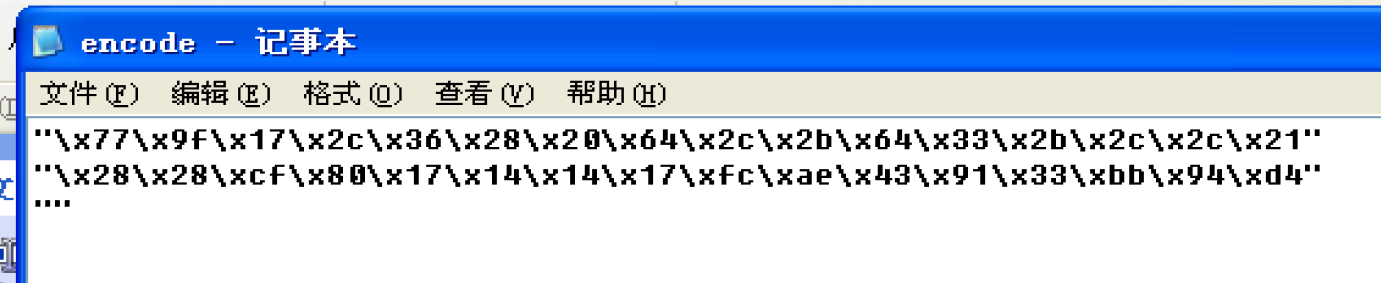 encode - 记事本
文件(F) 编辑(E) 格式(O) 查看(V) 帮助(H)
"\x77\x9f\x17\x2c\x36\x28\x20\x64\x2c\x2b\x64\x33\x2b\x2c\x2c\x21"
"\x28\x28\xcf\x80\x17\x14\x14\x17\xfc\xae\x43\x91\x33\xbb\x94\xd4"
""